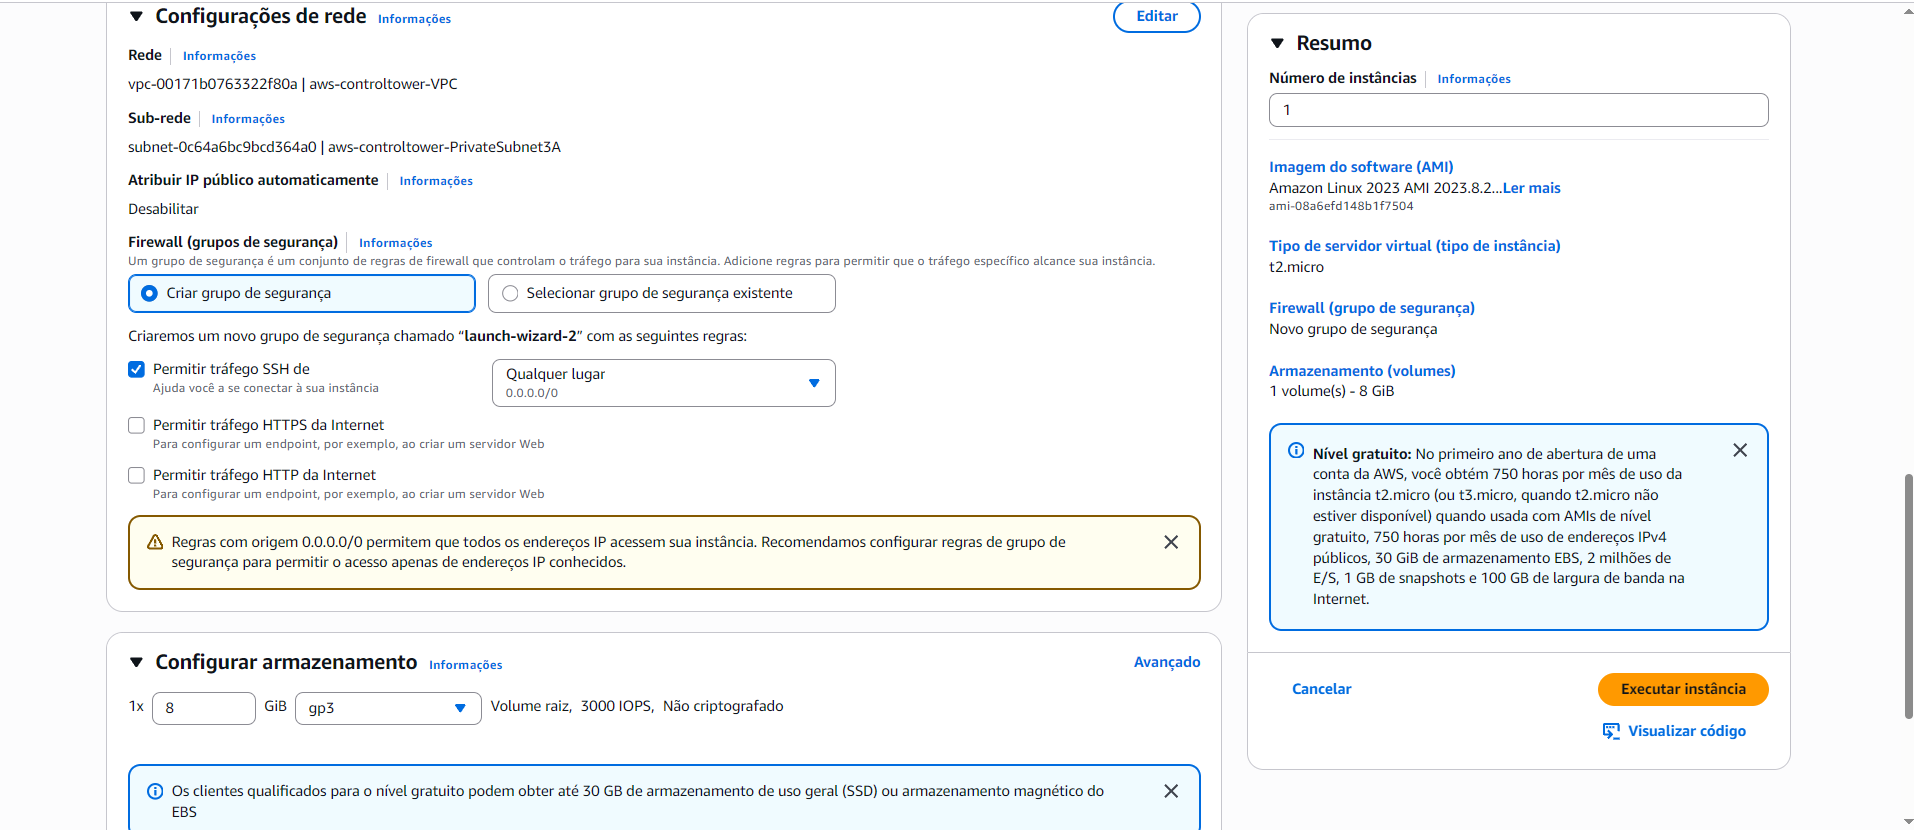 Configurações de rede Informações
Editar
Rede Informações
vpc-00171b0763322f80a | aws-controltower-VPC
Sub-rede Informações
subnet-0c64a6bc9bcd364a0 | aws-controltower-PrivateSubnet3A
Atribuir IP público automaticamente Informações
Desabilitar
Firewall (grupos de segurança) Informações
Um grupo de segurança é um conjunto de regras de firewall que controlam o tráfego para sua instância. Adicione regras para permitir que o tráfego específico alcance sua instância.
Criar grupo de segurança
Selecionar grupo de segurança existente
Criaremos um novo grupo de segurança chamado “launch-wizard-2” com as seguintes regras:
Permitir tráfego SSH de
Ajuda você a se conectar à sua instância
Qualquer lugar
0.0.0.0/0
Permitir tráfego HTTPS da Internet
Para configurar um endpoint, por exemplo, ao criar um servidor Web
Permitir tráfego HTTP da Internet
Para configurar um endpoint, por exemplo, ao criar um servidor Web
Regras com origem 0.0.0.0/0 permitem que todos os endereços IP acessem sua instância. Recomendamos configurar regras de grupo de
segurança para permitir o acesso apenas de endereços IP conhecidos.
Configurar armazenamento Informações
Avançado
1x 8 GiB gp3 Volume raiz, 3000 IOPS, Não criptografado
Os clientes qualificados para o nível gratuito podem obter até 30 GB de armazenamento de uso geral (SSD) ou armazenamento magnético do
EBS
Resumo
Número de instâncias Informações
1
Imagem do software (AMI)
Amazon Linux 2023 AMI 2023.8.2...Ler mais
ami-08a6efd148b1f7504
Tipo de servidor virtual (tipo de instância)
t2.micro
Firewall (grupo de segurança)
Novo grupo de segurança
Armazenamento (volumes)
1 volume(s) - 8 GiB
Nível gratuito: No primeiro ano de abertura de uma
conta da AWS, você obtém 750 horas por mês de uso da
instância t2.micro (ou t3.micro, quando t2.micro não
estiver disponível) quando usada com AMIs de nível
gratuito, 750 horas por mês de uso de endereços IPv4
públicos, 30 GiB de armazenamento EBS, 2 milhões de
E/S, 1 GB de snapshots e 100 GB de largura de banda na
Internet.
Cancelar
Executar instância
Visualizar código